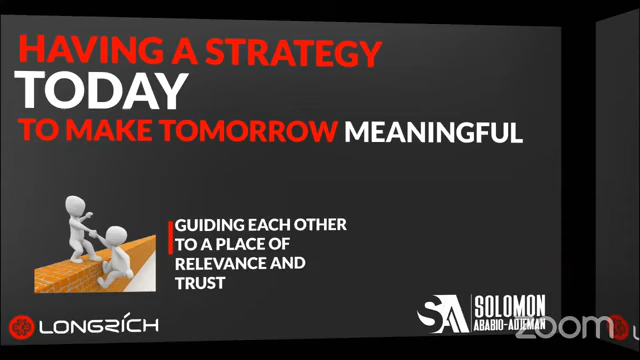 HAVING A STRATEGY
TODAY
TO MAKE TOMORROW MEANINGFUL
GUIDING EACH OTHER
TO A PLACE OF
RELEVANCE AND
TRUST
LONGRÍCH
SA SOLOMON
ABABIO-ADJEMAN
zoom
L